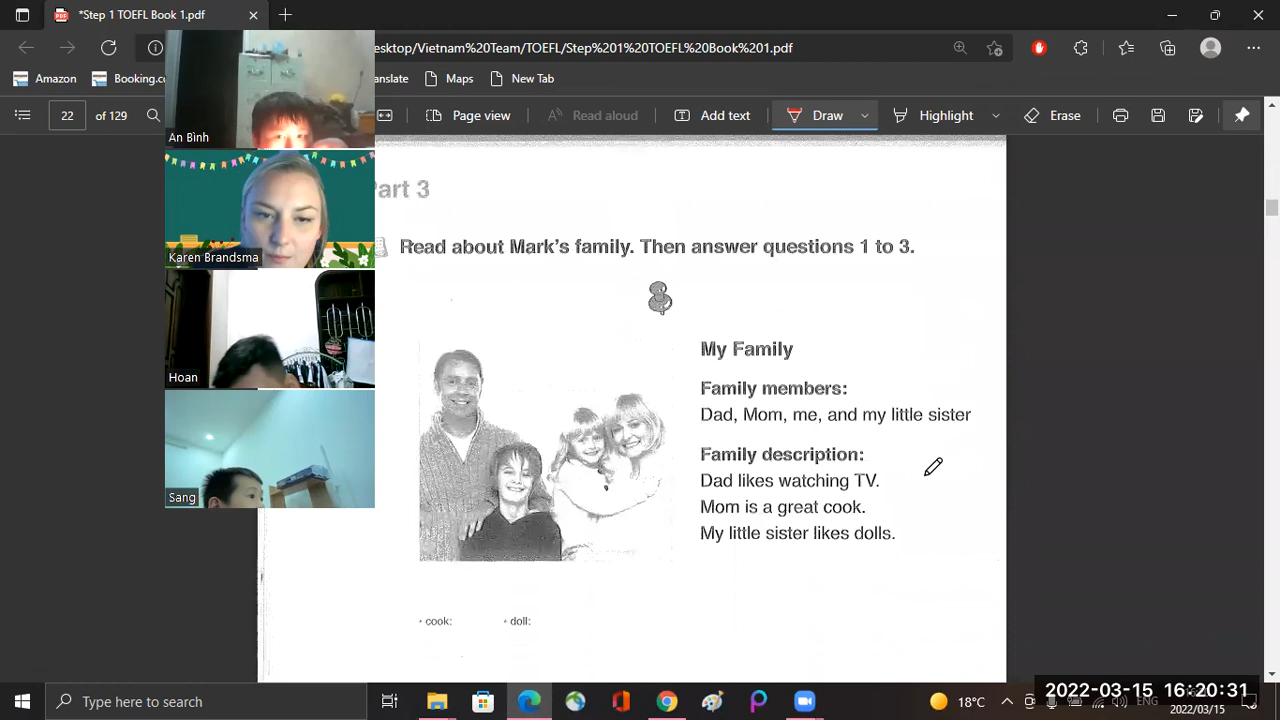 *Step 1 TOEFL Book 1.pdf
esktop/Vietnam%20Team/TOEFL/Step%201%20TOEFL%20Book%201.pdf
Amazon
Booking.c
anslate
Maps
New Tab
22 of 129
Page view
Read aloud
Add text
Draw
Highlight
Erase
An Bình
Karen Brandsma
Hoan
Sang
art 3
Read about Mark's family. Then answer questions 1 to 3.
My Family
Family members:
Dad, Mom, me, and my little sister
Family description:
Dad likes watching TV.
Mom is a great cook.
My little sister likes dolls.
cook:
doll:
Type here to search
18°C
ENG
2022-03-15 16:20:31
2022/03/15